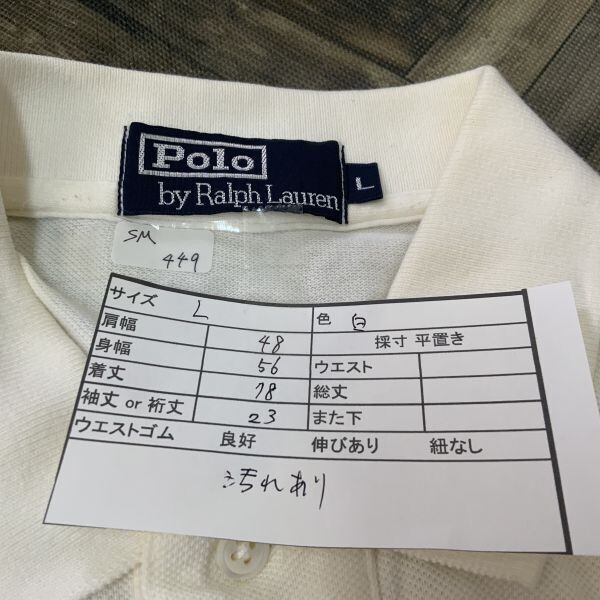 Polo
by Ralph Lauren
L
SM
449
サイズ L 色 白
肩幅 48 採寸 平置き
身幅 56 ウエスト
着丈 78 総丈
袖丈 or 裄丈 23 また下
ウエストゴム 良好 伸びあり 紐なし
汚れあり